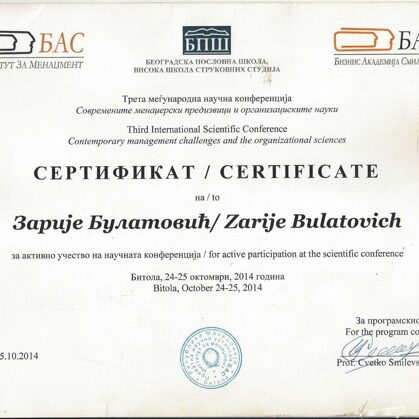 БАС
ТУТ ЗА МЕНАЏМЕНТ
БПШ
БЕОГРАДСКА ПОСЛОВНА ШКОЛА,
ВИСОКА ШКОЛА СТРУКОВНИХ СТУДИЈА
БАС
БИЗНИС АКАДЕМИЈА СМИЛ
Трета меѓународна научна конференција
Современите менаџерски предизвици и организациските науки
Third International Scientific Conference
Contemporary management challenges and the organizational sciences
СЕРТИФИКАТ / CERTIFICATE
на / to
Зарије Булатовић/ Zarije Bulatovich
за активно учество на научната конференција / for active participation at the scientific conference
Битола, 24-25 октомври, 2014 година
Bitola, October 24-25, 2014
5.10.2014
За програмскио
For the program co
Prof. Cvetko Smilevs